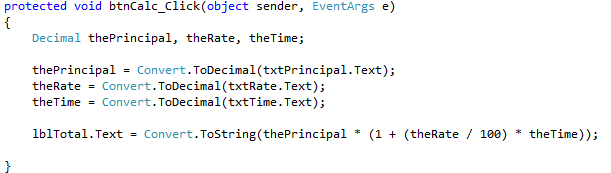 protected void btnCalc_Click(object sender, EventArgs e)
{
    Decimal thePrincipal, theRate, theTime;
    thePrincipal = Convert.ToDecimal(txtPrincipal.Text);
    theRate = Convert.ToDecimal(txtRate.Text);
    theTime = Convert.ToDecimal(txtTime.Text);
    lblTotal.Text = Convert.ToString(thePrincipal * (1 + (theRate / 100) * theTime));
}